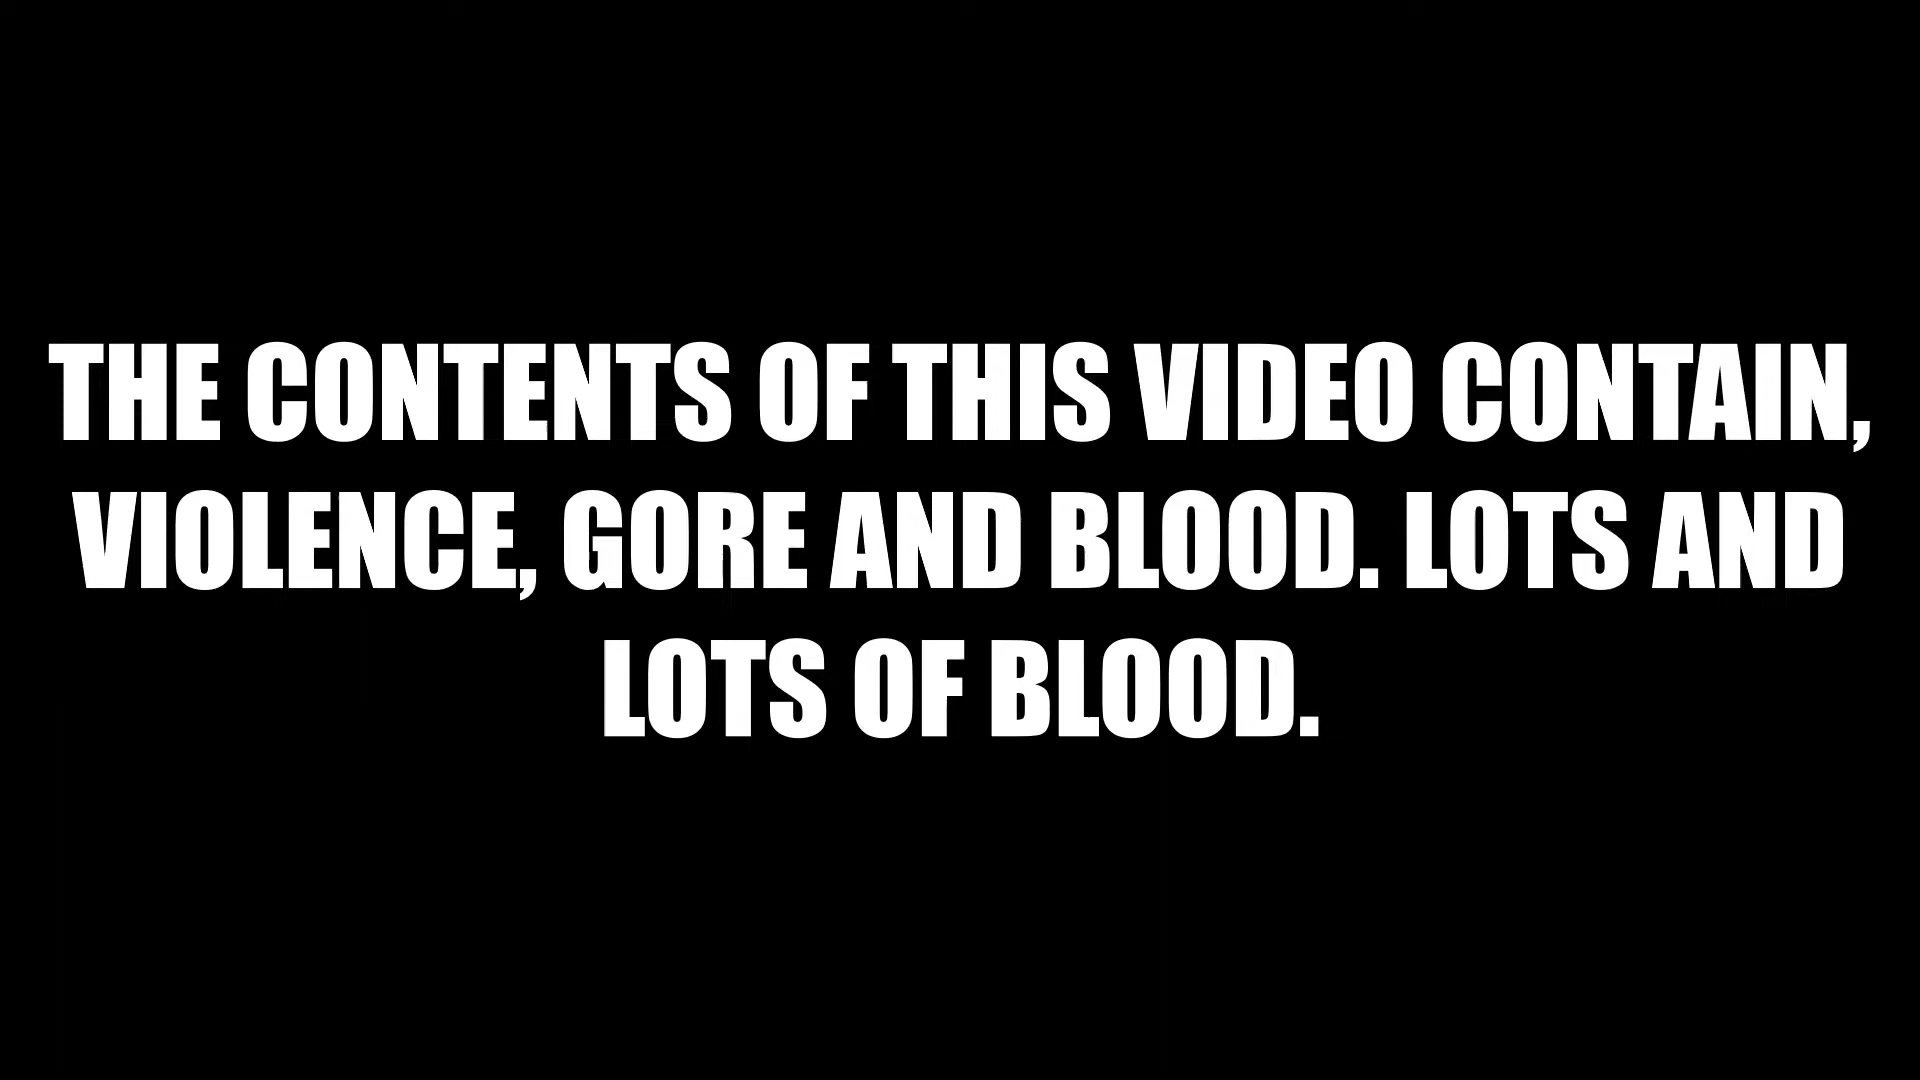 THE CONTENTS OF THIS VIDEO CONTAIN,
VIOLENCE, GORE AND BLOOD. LOTS AND
LOTS OF BLOOD.